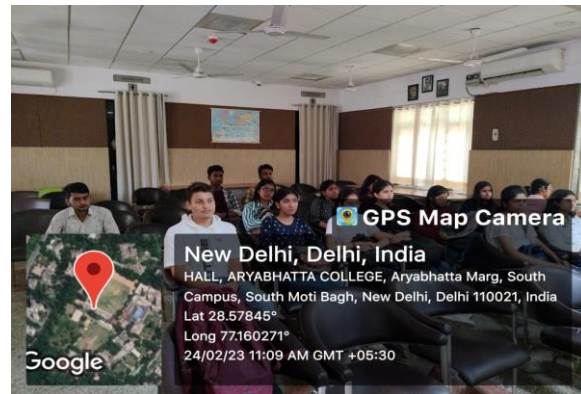 GPS Map Camera
New Delhi, Delhi, India
HALL, ARYABHATTA COLLEGE, Aryabhatta Marg, South
Campus, South Moti Bagh, New Delhi, Delhi 110021, India
Lat 28.57845°
Long 77.160271°
24/02/23 11:09 AM GMT +05:30
Google